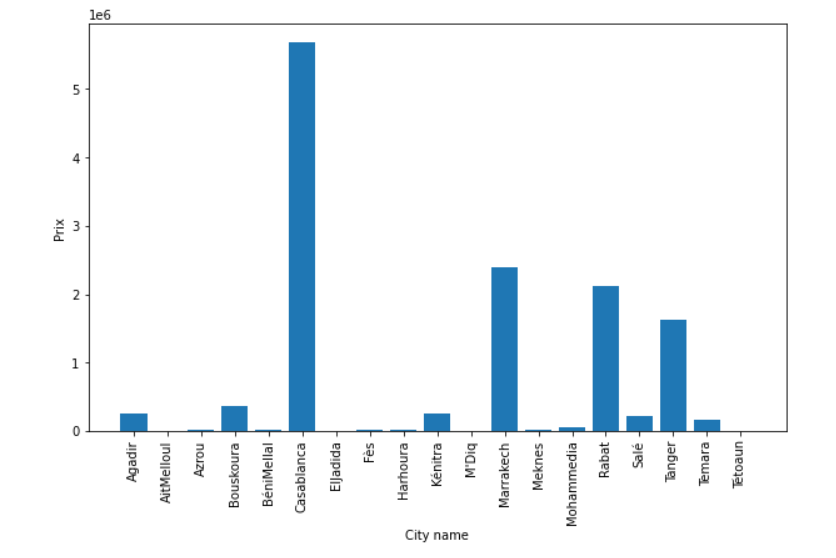 1e6
5
4
3
2
1
0
Prix
Agadir
AitMelloul
Azrou
Bouskoura
BéniMellal
Casablanca
ElJadida
Fès
Harhoura
Kénitra
M'Diq
Marrakech
Meknes
Mohammedia
Rabat
Salé
Tanger
Temara
Tétoaun
City name